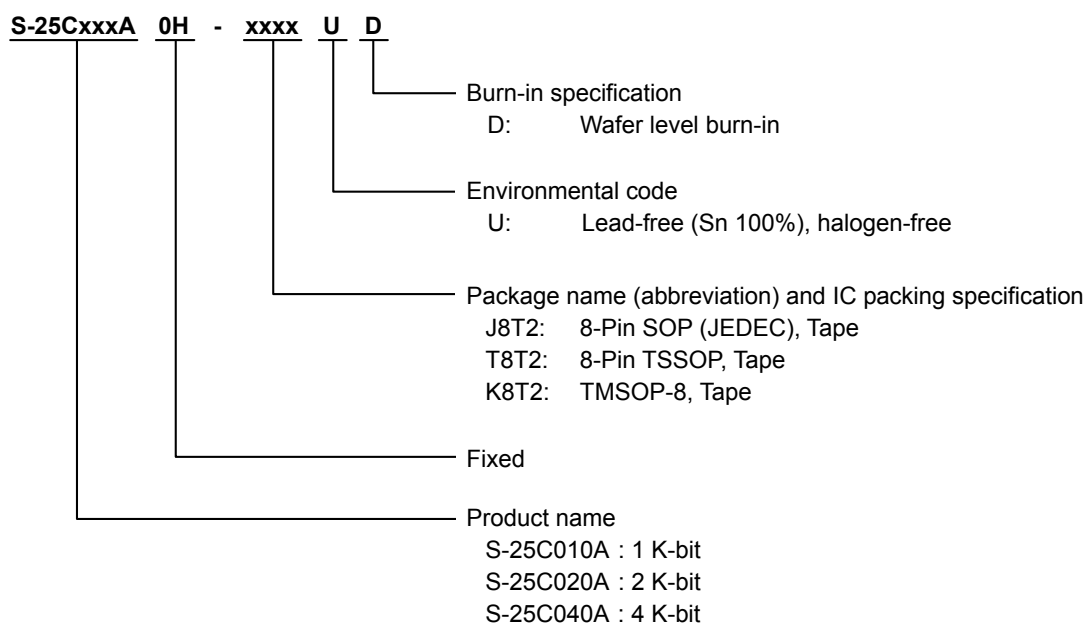 S-25CxxxA 0H - xxxx U D
Burn-in specification
D: Wafer level burn-in
Environmental code
U: Lead-free (Sn 100%), halogen-free
Package name (abbreviation) and IC packing specification
J8T2: 8-Pin SOP (JEDEC), Tape
T8T2: 8-Pin TSSOP, Tape
K8T2: TMSOP-8, Tape
Fixed
Product name
S-25C010A : 1 K-bit
S-25C020A : 2 K-bit
S-25C040A : 4 K-bit